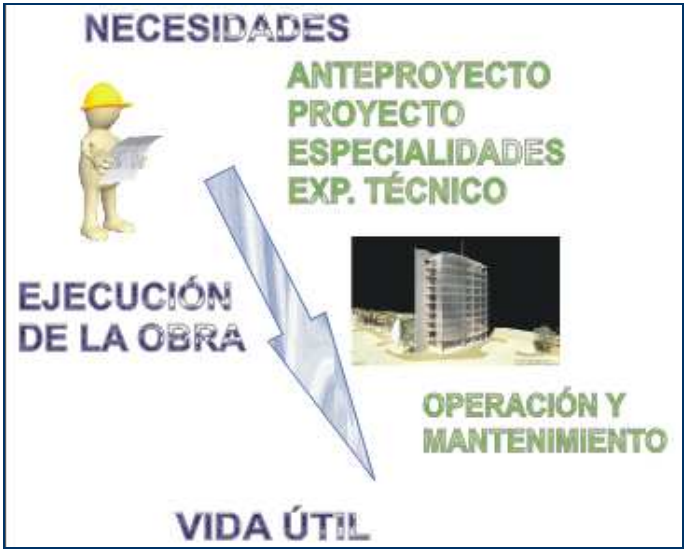 NECESIDADES
ANTEPROYECTO
PROYECTO
ESPECIALIDADES
EXP. TÉCNICO
EJECUCIÓN
DE LA OBRA
OPERACIÓN Y
MANTENIMIENTO
VIDA ÚTIL